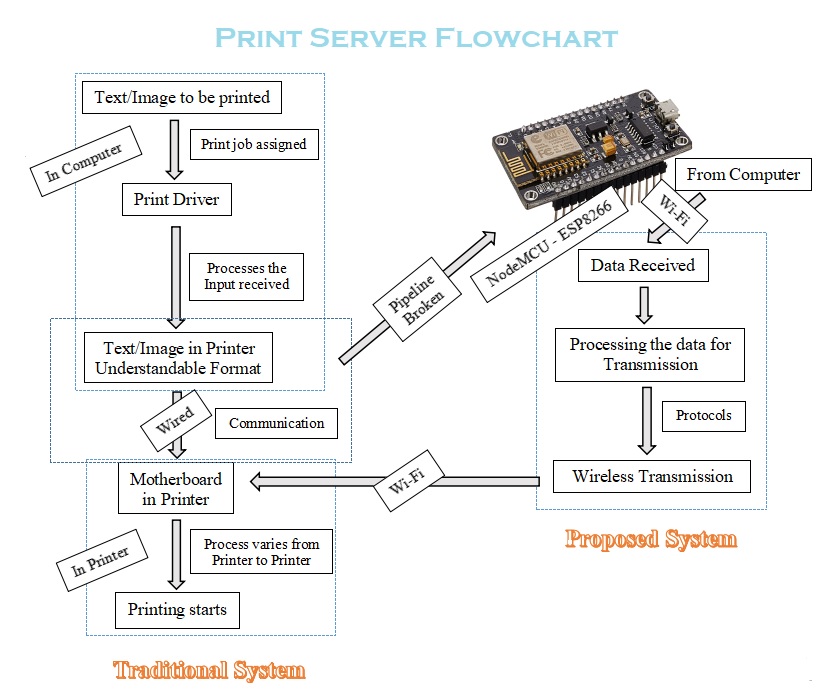 PRINT SERVER FLOWCHART
Text/Image to be printed
Print job assigned
In Computer
Print Driver
Processes the
Input received
Text/Image in Printer
Understandable Format
Wired
Communication
Motherboard
in Printer
In Printer
Process varies from
Printer to Printer
Printing starts
Traditional System
Pipeline
Broken
NodeMCU - ESP8266
From Computer
Wi-Fi
Data Received
Processing the data for
Transmission
Protocols
Wireless Transmission
Wi-Fi
Proposed System